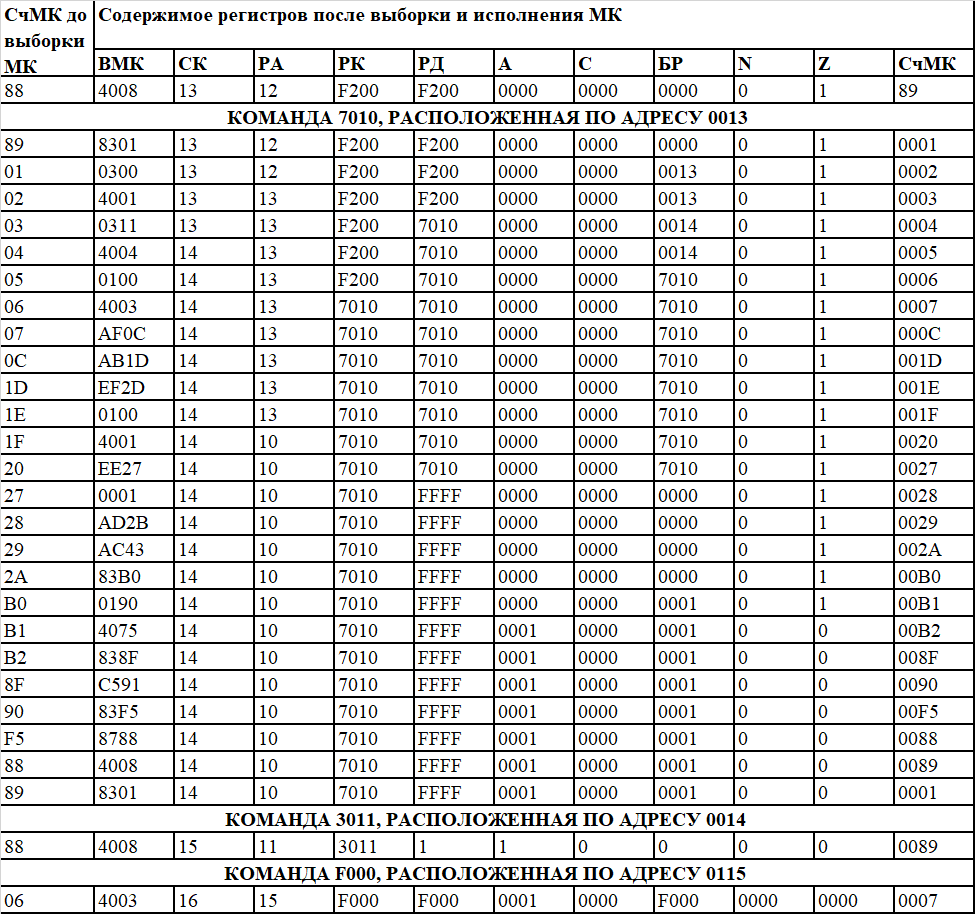 СчМК до выборки МК Содержимое регистров после выборки и исполнения МК
ВМК СК РА РК РД А С БР N Z СчМК
88 4008 13 12 F200 F200 0000 0000 0000 0 1 89
КОМАНДА 7010, РАСПОЛОЖЕННАЯ ПО АДРЕСУ 0013
89 8301 13 12 F200 F200 0000 0000 0000 0 1 0001
01 0300 13 12 F200 F200 0000 0000 0013 0 1 0002
02 4001 13 13 F200 F200 0000 0000 0013 0 1 0003
03 0311 13 13 F200 7010 0000 0000 0014 0 1 0004
04 4004 14 13 F200 7010 0000 0000 0014 0 1 0005
05 0100 14 13 F200 7010 0000 0000 7010 0 1 0006
06 4003 14 13 7010 7010 0000 0000 7010 0 1 0007
07 AF0C 14 13 7010 7010 0000 0000 7010 0 1 000C
0C AB1D 14 13 7010 7010 0000 0000 7010 0 1 001D
1D EF2D 14 13 7010 7010 0000 0000 7010 0 1 001E
1E 0100 14 13 7010 7010 0000 0000 7010 0 1 001F
1F 4001 14 10 7010 7010 0000 0000 7010 0 1 0020
20 EE27 14 10 7010 7010 0000 0000 7010 0 1 0027
27 0001 14 10 7010 FFFF 0000 0000 0000 0 1 0028
28 AD2B 14 10 7010 FFFF 0000 0000 0000 0 1 0029
29 AC43 14 10 7010 FFFF 0000 0000 0000 0 1 002A
2A 83B0 14 10 7010 FFFF 0000 0000 0000 0 1 00B0
B0 0190 14 10 7010 FFFF 0000 0000 0001 0 1 00B1
B1 4075 14 10 7010 FFFF 0001 0000 0001 0 0 00B2
B2 838F 14 10 7010 FFFF 0001 0000 0001 0 0 008F
8F C591 14 10 7010 FFFF 0001 0000 0001 0 0 0090
90 83F5 14 10 7010 FFFF 0001 0000 0001 0 0 00F5
F5 8788 14 10 7010 FFFF 0001 0000 0001 0 0 0088
88 4008 14 10 7010 FFFF 0001 0000 0001 0 0 0089
89 8301 14 10 7010 FFFF 0001 0000 0001 0 0 0001
КОМАНДА 3011, РАСПОЛОЖЕННАЯ ПО АДРЕСУ 0014
88 4008 15 11 3011 1 1 0 0 0 0 0089
КОМАНДА F000, РАСПОЛОЖЕННАЯ ПО АДРЕСУ 0115
06 4003 16 15 F000 F000 0001 0000 F000 0000 0000 0007